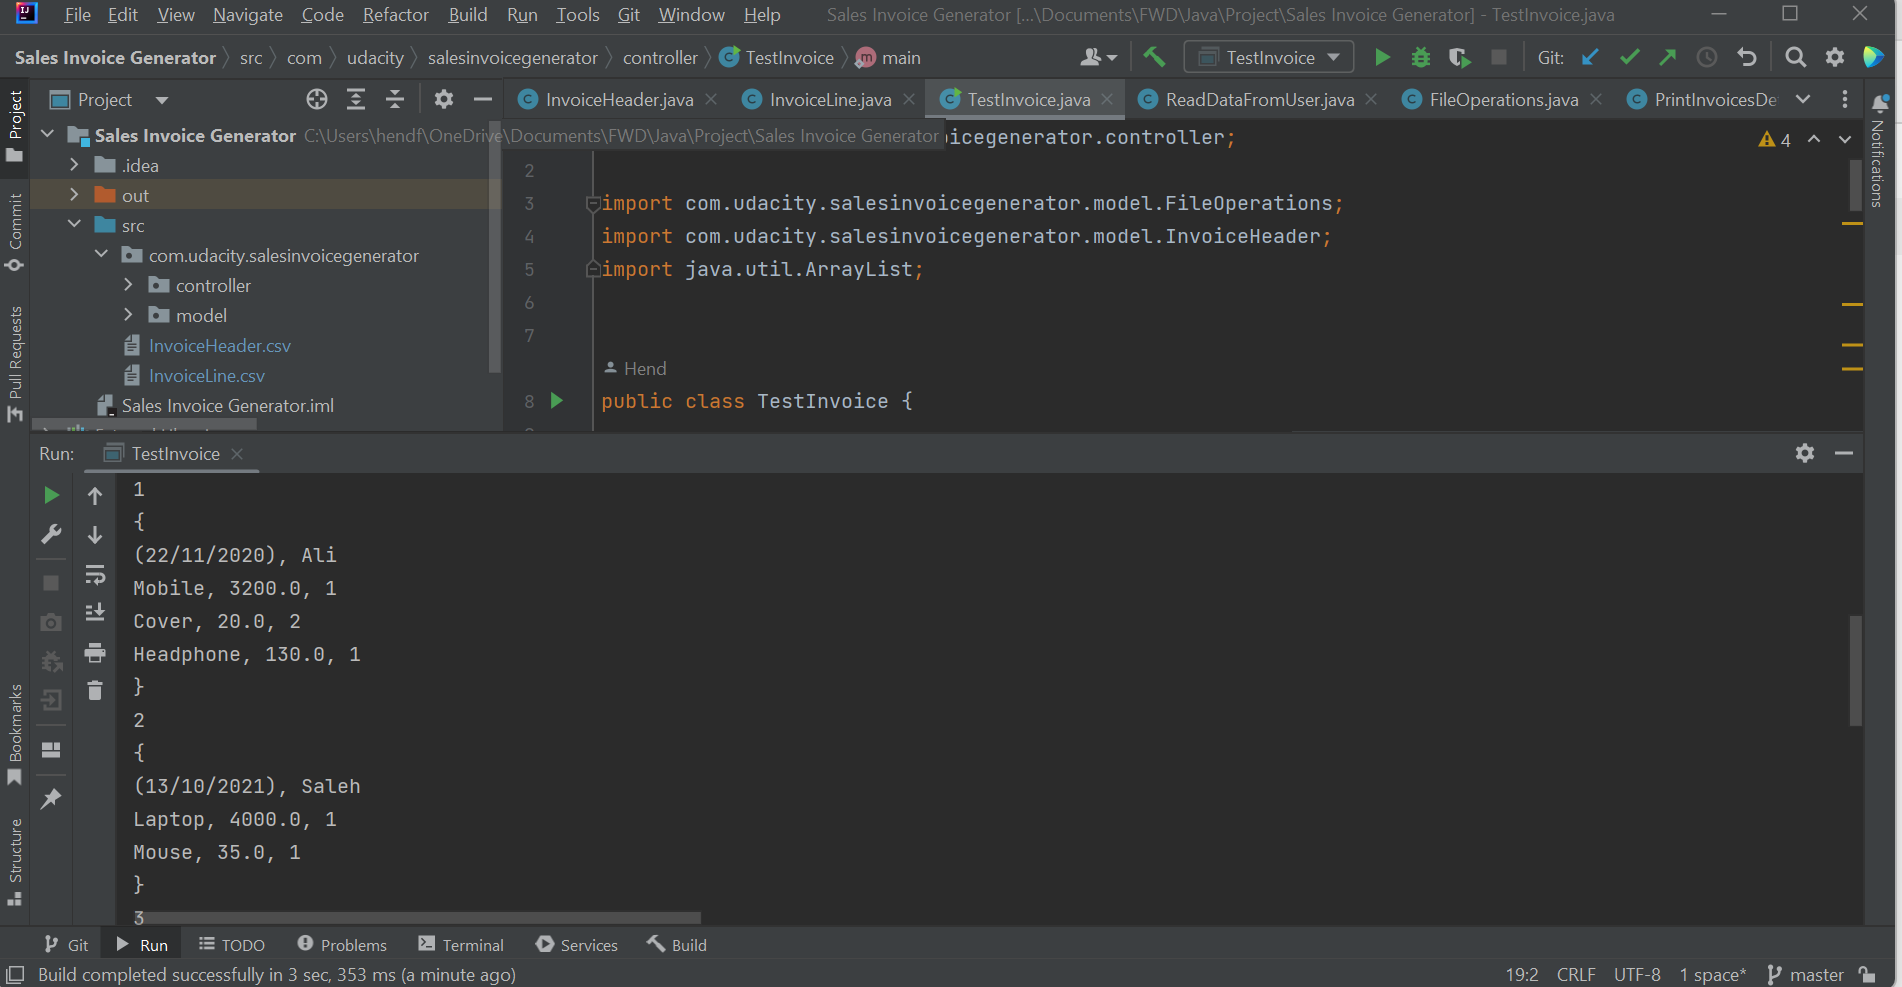 File Edit View Navigate Code Refactor Build Run Tools Git Window Help Sales Invoice Generator [...\Documents\FWD\Java\Project\Sales Invoice Generator] - TestInvoice.java
Sales Invoice Generator src com udacity salesinvoicegenerator controller TestInvoice main TestInvoice Git:
Project
InvoiceHeader.java InvoiceLine.java TestInvoice.java ReadDataFromUser.java FileOperations.java PrintInvoicesDe
Project
Commit
Pull Requests
Bookmarks
Structure
Notifications
Sales Invoice Generator C:\Users\hendf\OneDrive\Documents\FWD\Java\Project\Sales Invoice Generator
.idea
out
src
com.udacity.salesinvoicegenerator
controller
model
InvoiceHeader.csv
InvoiceLine.csv
Sales Invoice Generator.iml
oicegenerator.controller;
4
2
3 import com.udacity.salesinvoicegenerator.model.FileOperations;
4 import com.udacity.salesinvoicegenerator.model.InvoiceHeader;
5 import java.util.ArrayList;
6
7
Hend
8 public class TestInvoice {
Run: TestInvoice
1
{
(22/11/2020), Ali
Mobile, 3200.0, 1
Cover, 20.0, 2
Headphone, 130.0, 1
}
2
{
(13/10/2021), Saleh
Laptop, 4000.0, 1
Mouse, 35.0, 1
}
3
Git Run TODO Problems Terminal Services Build
Build completed successfully in 3 sec, 353 ms (a minute ago) 19:2 CRLF UTF-8 1 space* master